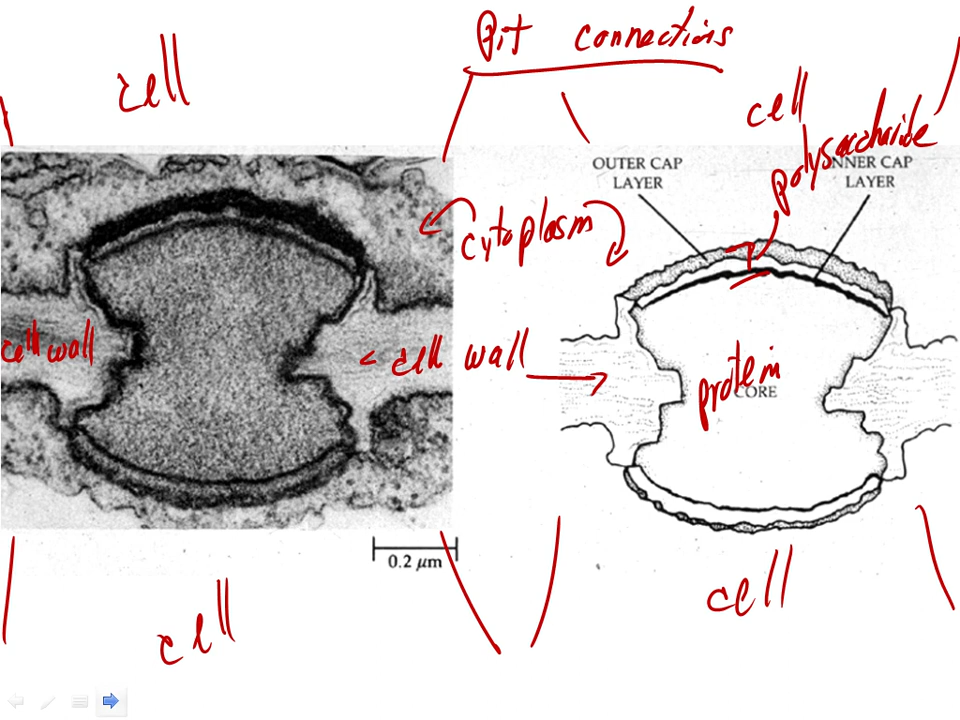 Pit connections
cell
cell
polysaccharide
OUTER CAP
LAYER
INNER CAP
LAYER
cytoplasm
cell wall
cell wall
protein
CORE
0.2 µm
cell
cell